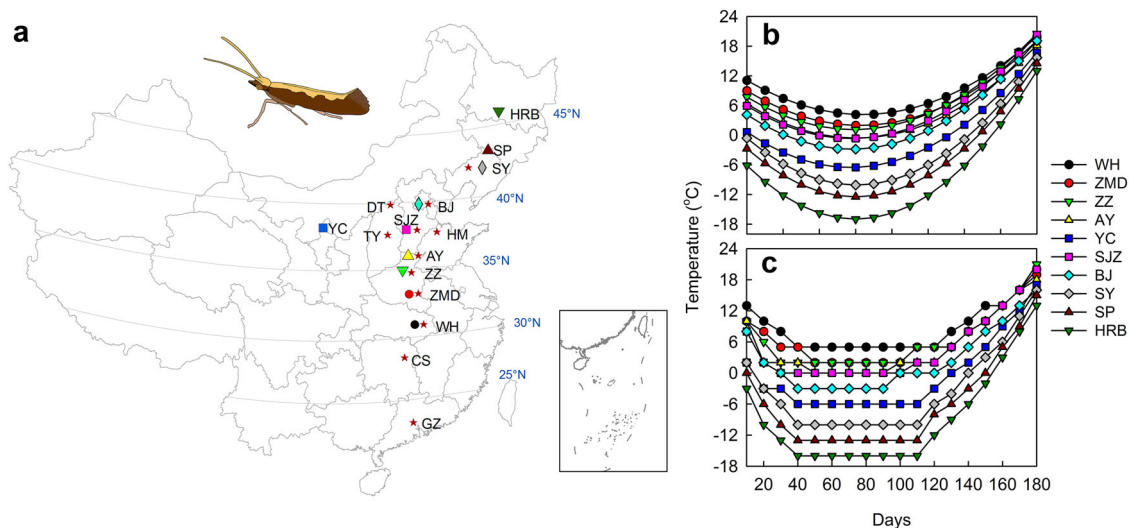 a
HRB
45°N
SP
SY
40°N
DT
BJ
SJZ
YC
TY
HM
AY
35°N
ZZ
ZMD
WH
30°N
CS
25°N
GZ
b
24
18
12
6
0
-6
-12
-18
Temperature (°C)
c
24
18
12
6
0
-6
-12
-18
20 40 60 80 100 120 140 160 180
Days
WH
ZMD
ZZ
AY
YC
SJZ
BJ
SY
SP
HRB